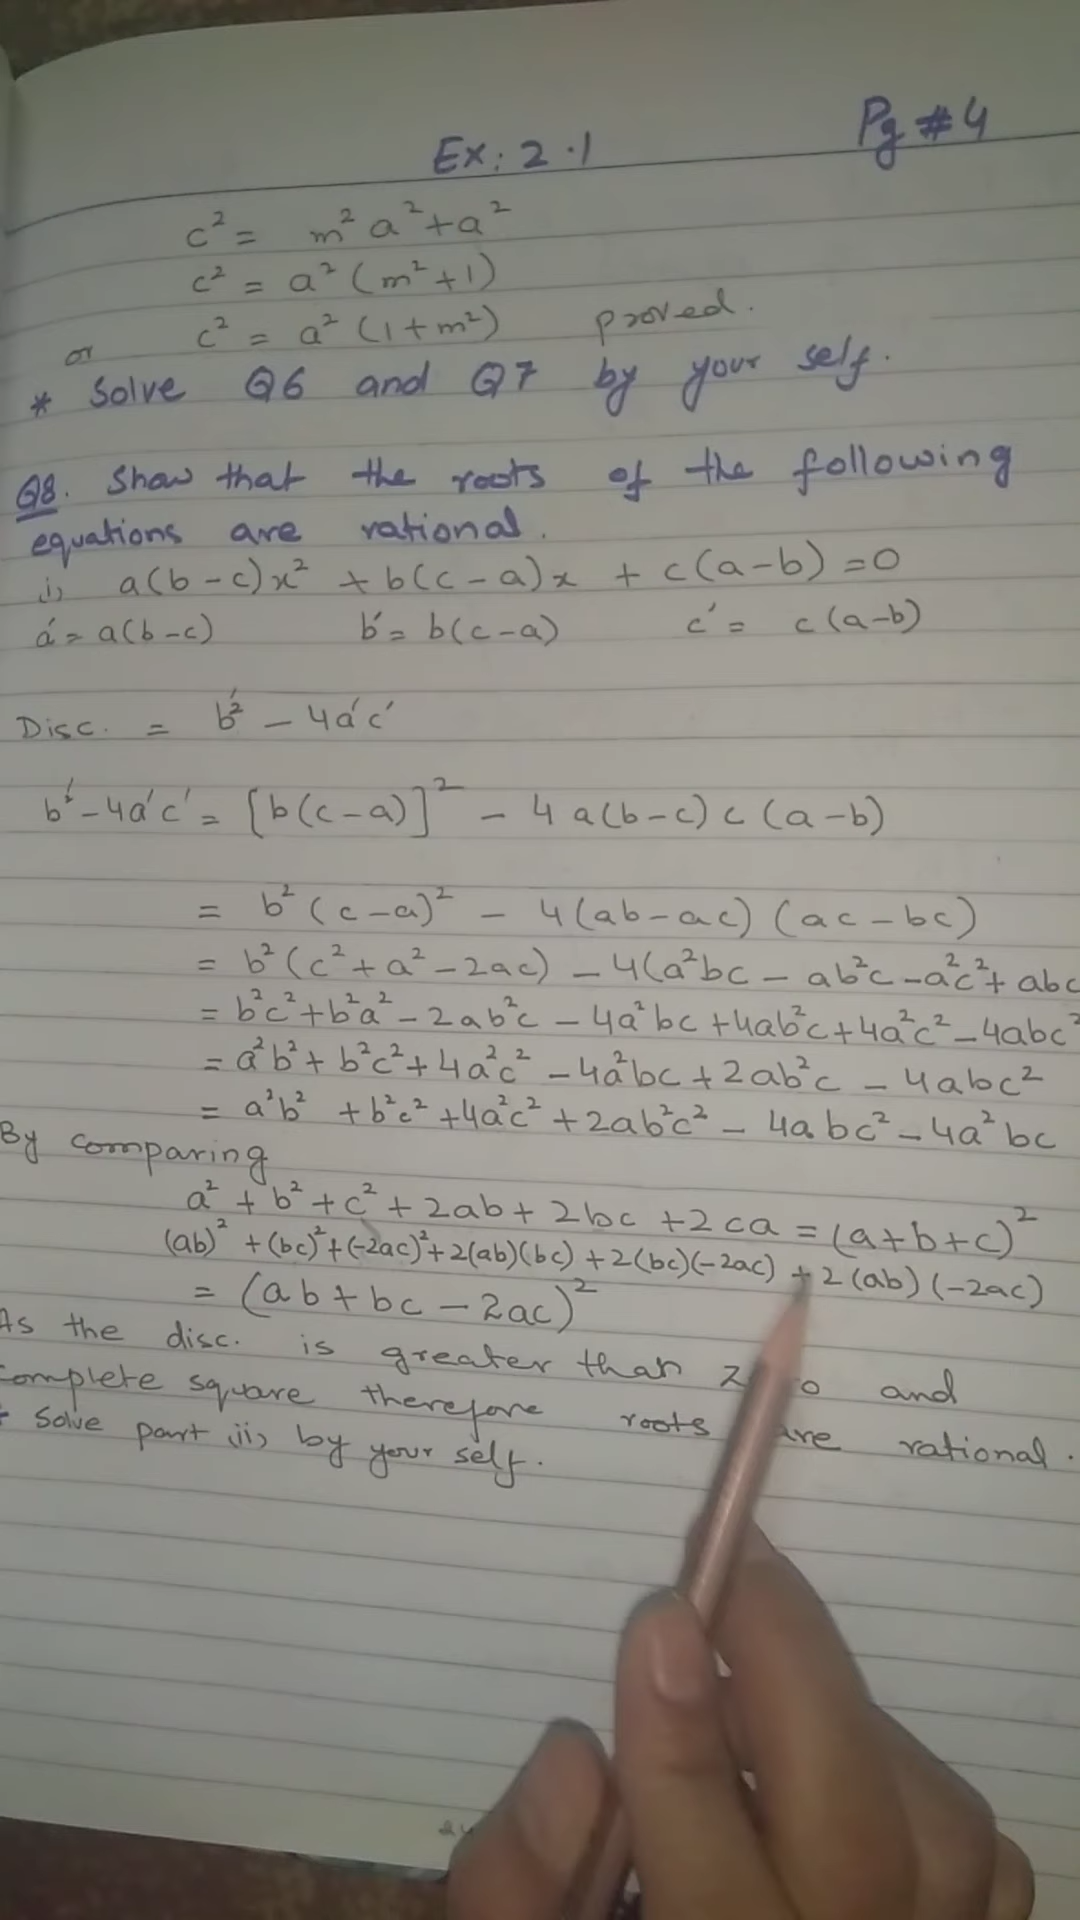 Ex: 2.1 Pg # 4
c² = m²a² + a²
c² = a² (m² + 1)
or c² = a² (1 + m²) proved.
* Solve Q6 and Q7 by your self.
Q8. Show that the roots of the following
equations are rational.
i) a(b-c)x² + b(c-a)x + c(a-b) = 0
a' = a(b-c) b' = b(c-a) c' = c(a-b)
Disc. = b'² - 4a'c'
b'² - 4a'c' = [b(c-a)]² - 4a(b-c) c (a-b)
= b² (c-a)² - 4(ab-ac) (ac-bc)
= b² (c² + a² - 2ac) - 4(a²bc - ab²c - a²c² + abc
= b²c² + b²a² - 2ab²c - 4a²bc + 4ab²c + 4a²c² - 4abc²
= a²b² + b²c² + 4a²c² - 4a²bc + 2ab²c - 4abc²
= a²b² + b²c² + 4a²c² + 2ab²c² - 4abc² - 4a²bc
By comparing
a² + b² + c² + 2ab + 2bc + 2ca = (a+b+c)²
(ab)² + (bc)² + (-2ac)² + 2(ab)(bc) + 2(bc)(-2ac) + 2(ab)(-2ac)
= (ab + bc - 2ac)²
As the disc. is greater than and
complete square therefore roots are rational.
Solve part ii) by your self.